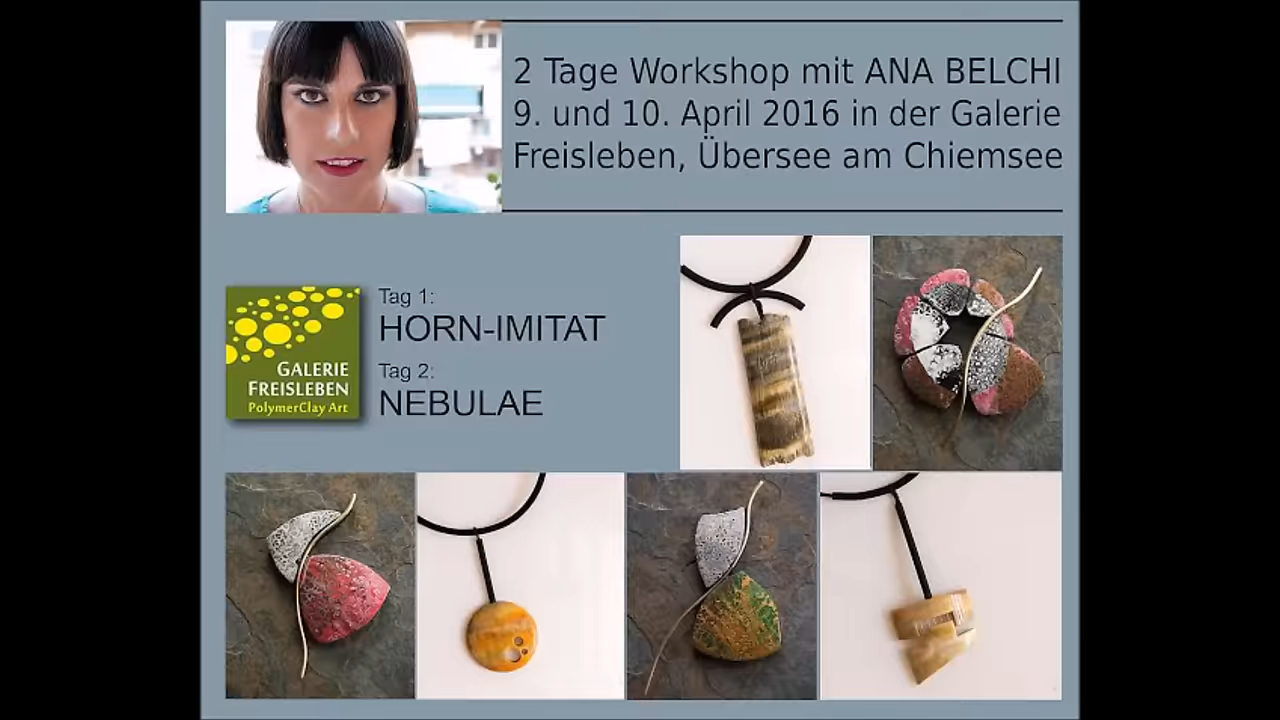 2 Tage Workshop mit ANA BELCHI
9. und 10. April 2016 in der Galerie
Freisleben, Übersee am Chiemsee
GALERIE
FREISLEBEN
PolymerClay Art
Tag 1:
HORN-IMITAT
Tag 2:
NEBULAE